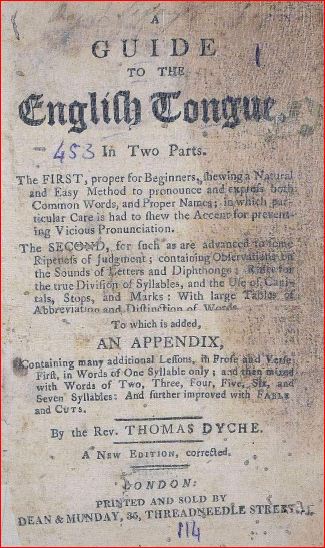 A
GUIDE
TO THE
English Tongue,
453 In Two Parts.
The FIRST, proper for Beginners, ſhewing a Natural
and Eaſy Method to pronounce and expreſs both
Common Words, and Proper Names; in which par-
ticular Care is had to ſhew the Accent for prevent-
ing Vicious Pronunciation.
The SECOND, for ſuch as are advanced to ſome
Ripeneſs of Judgment; containing Obſervations on
the Sounds of Letters and Diphthongs; Rules for
the true Diviſion of Syllables, and the Uſe of Capi-
tals, Stops, and Marks: With large Tables of
Abbreviation and Diſtinction of Words.
To which is added,
AN APPENDIX,
Containing many additional Leſſons, in Proſe and Verſe,
Firſt, in Words of One Syllable only; and then mixed
with Words of Two, Three, Four, Five, Six, and
Seven Syllables: And further improved with FABLE
and CUTS.
By the Rev. THOMAS DYCHE.
A NEW EDITION, corrected.
LONDON:
PRINTED AND SOLD BY
DEAN & MUNDAY, 35, THREADNEEDLE STREET.
114